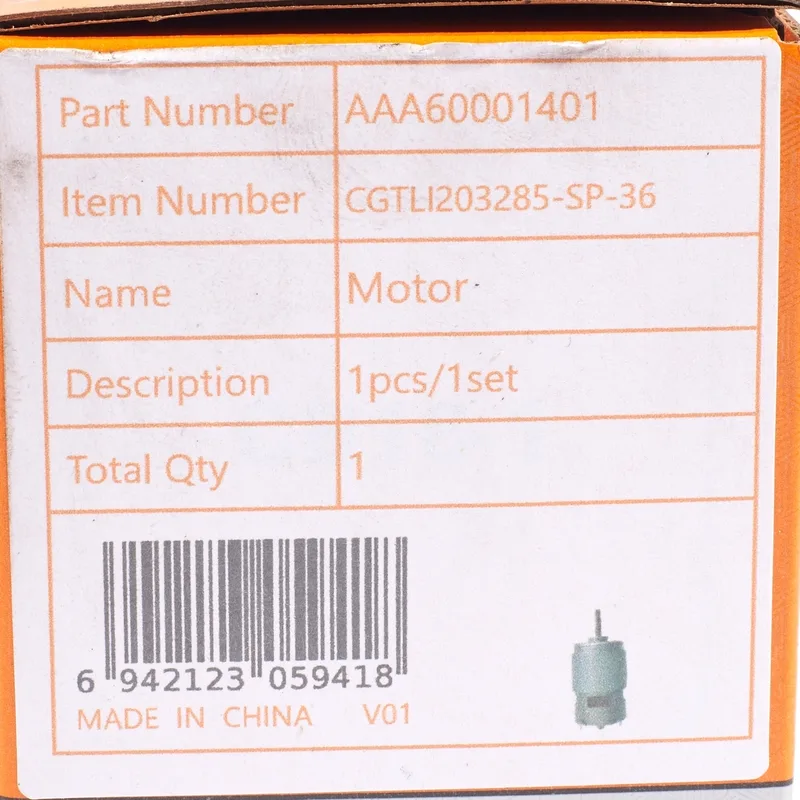 Part Number AAA60001401
Item Number CGTLI203285-SP-36
Name Motor
Description 1pcs/1set
Total Qty 1
6 942123 059418
MADE IN CHINA V01